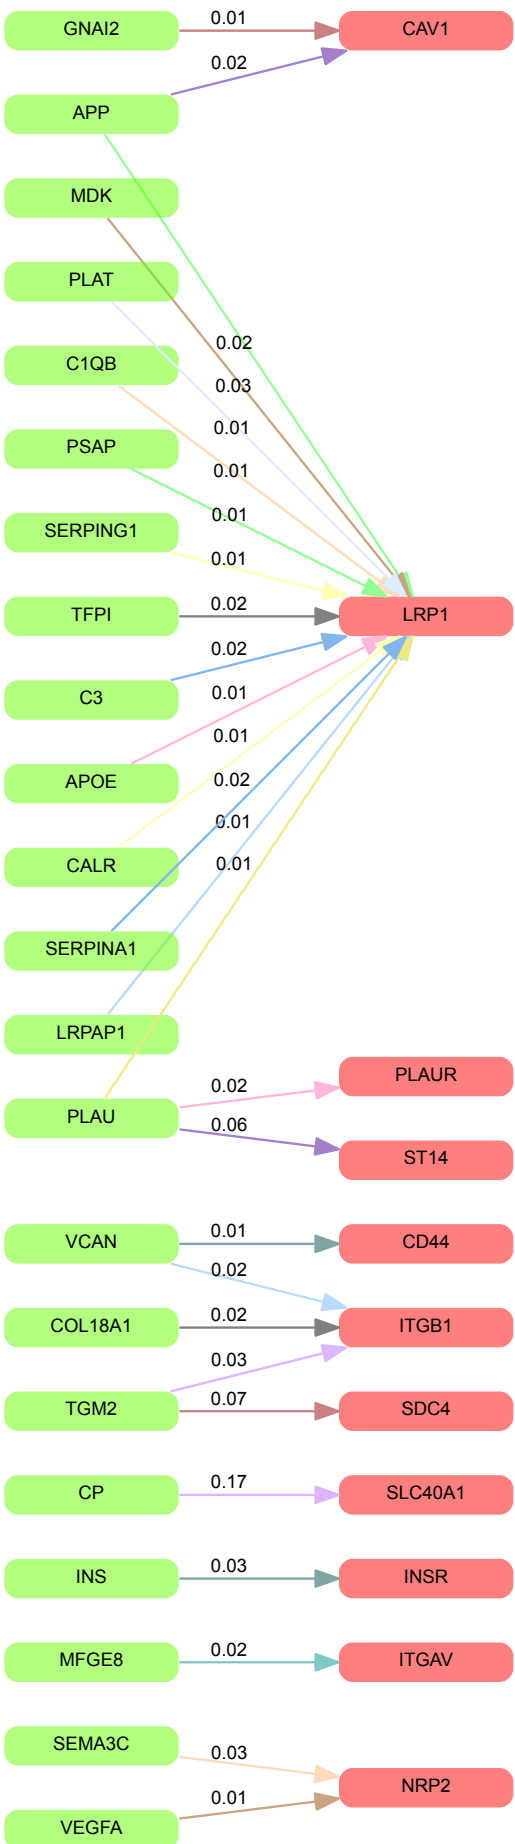 GNAI2
0.01
CAV1
0.02
APP
MDK
PLAT
0.02
C1QB
0.03
0.01
PSAP
0.01
0.01
SERPING1
0.01
TFPI
0.02
LRP1
0.02
C3
0.01
0.01
APOE
0.02
0.01
CALR
0.01
SERPINA1
LRPAP1
PLAUR
0.02
PLAU
0.06
ST14
VCAN
0.01
CD44
0.02
COL18A1
0.02
ITGB1
0.03
TGM2
0.07
SDC4
CP
0.17
SLC40A1
INS
0.03
INSR
MFGE8
0.02
ITGAV
SEMA3C
0.03
NRP2
0.01
VEGFA